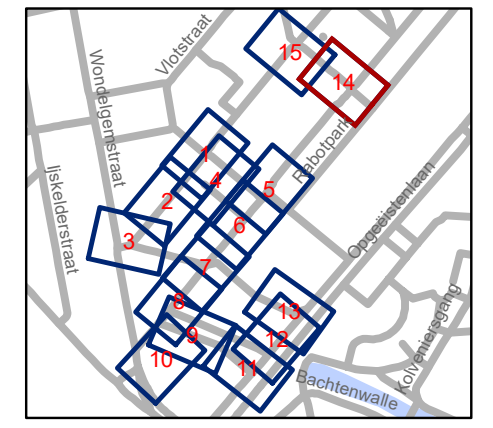 Vlotstraat
15
14
Wondelgemstraat
Rabotpark
1
4
5
2
Ijskelderstraat
6
3
Opgeëistenlaan
7
8
13
9
12
10
11
Kolveniersgang
Bachtenwalle